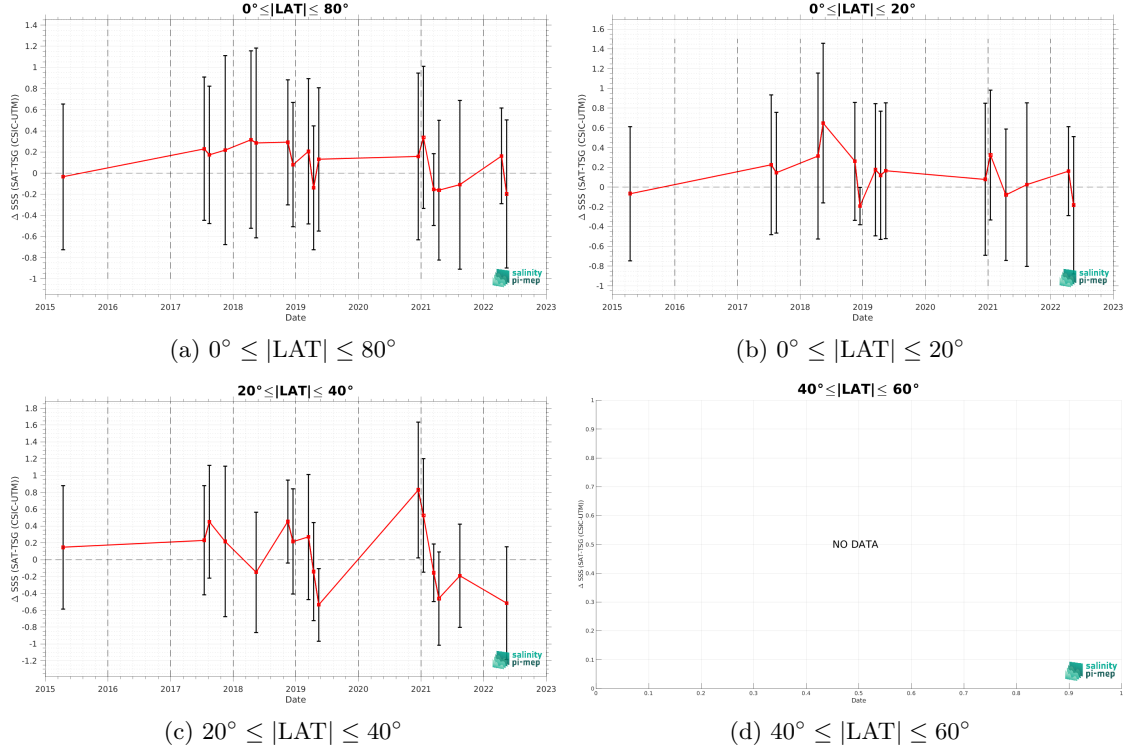 0°≤|LAT|≤ 80°
Δ SSS (SAT-TSG (CSIC-UTM))
1.4
1.2
1
0.8
0.6
0.4
0.2
0
-0.2
-0.4
-0.6
-0.8
-1
2015 2016 2017 2018 2019 2020 2021 2022 2023
Date
salinity
pi-mep
(a) 0° ≤ |LAT| ≤ 80°
0°≤|LAT|≤ 20°
Δ SSS (SAT-TSG (CSIC-UTM))
1.6
1.4
1.2
1
0.8
0.6
0.4
0.2
0
-0.2
-0.4
-0.6
-0.8
-1
2015 2016 2017 2018 2019 2020 2021 2022 2023
Date
salinity
pi-mep
(b) 0° ≤ |LAT| ≤ 20°
20°≤|LAT|≤ 40°
Δ SSS (SAT-TSG (CSIC-UTM))
1.8
1.6
1.4
1.2
1
0.8
0.6
0.4
0.2
0
-0.2
-0.4
-0.6
-0.8
-1
-1.2
2015 2016 2017 2018 2019 2020 2021 2022 2023
Date
salinity
pi-mep
(c) 20° ≤ |LAT| ≤ 40°
40°≤|LAT|≤ 60°
Δ SSS (SAT-TSG (CSIC-UTM))
1
0.9
0.8
0.7
0.6
0.5
0.4
0.3
0.2
0.1
0
NO DATA
0 0.1 0.2 0.3 0.4 0.5 0.6 0.7 0.8 0.9 1
Date
salinity
pi-mep
(d) 40° ≤ |LAT| ≤ 60°